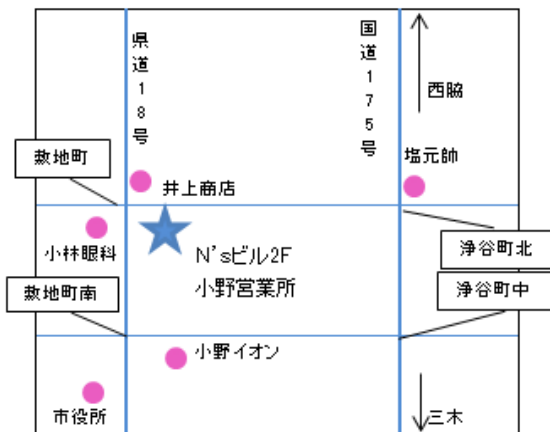 県道18号
国道175号
西脇
敷地町
塩元帥
井上商店
小林眼科
N'sビル2F
小野営業所
浄谷町北
敷地町南
浄谷町中
小野イオン
市役所
三木